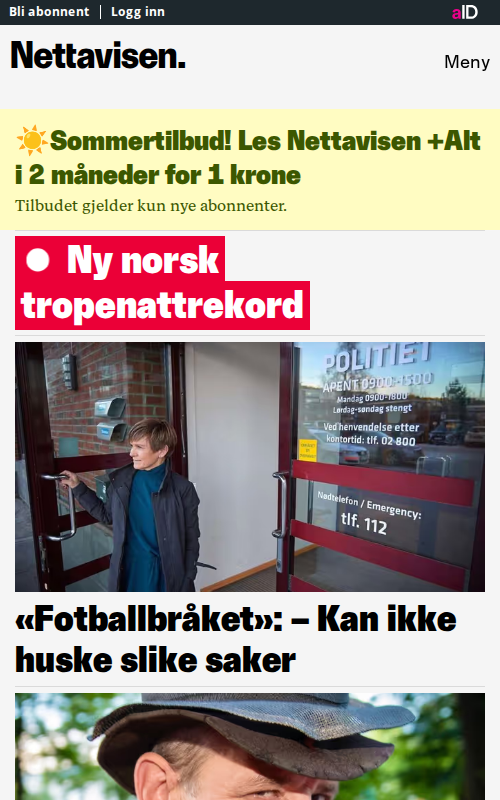 Bli abonnent | Logg inn
aID
Nettavisen.
Meny
☀️Sommertilbud! Les Nettavisen +Alt
i 2 måneder for 1 krone
Tilbudet gjelder kun nye abonnenter.
Ny norsk
tropenattrekord
POLITIET
ÅPENT 0900-1500
Mandag 0900-1800
Lørdag-søndag stengt
Ved henvendelse etter
kontortid: tlf. 02 800
Nødtelefon / Emergency:
tlf. 112
«Fotballbråket»: – Kan ikke
huske slike saker